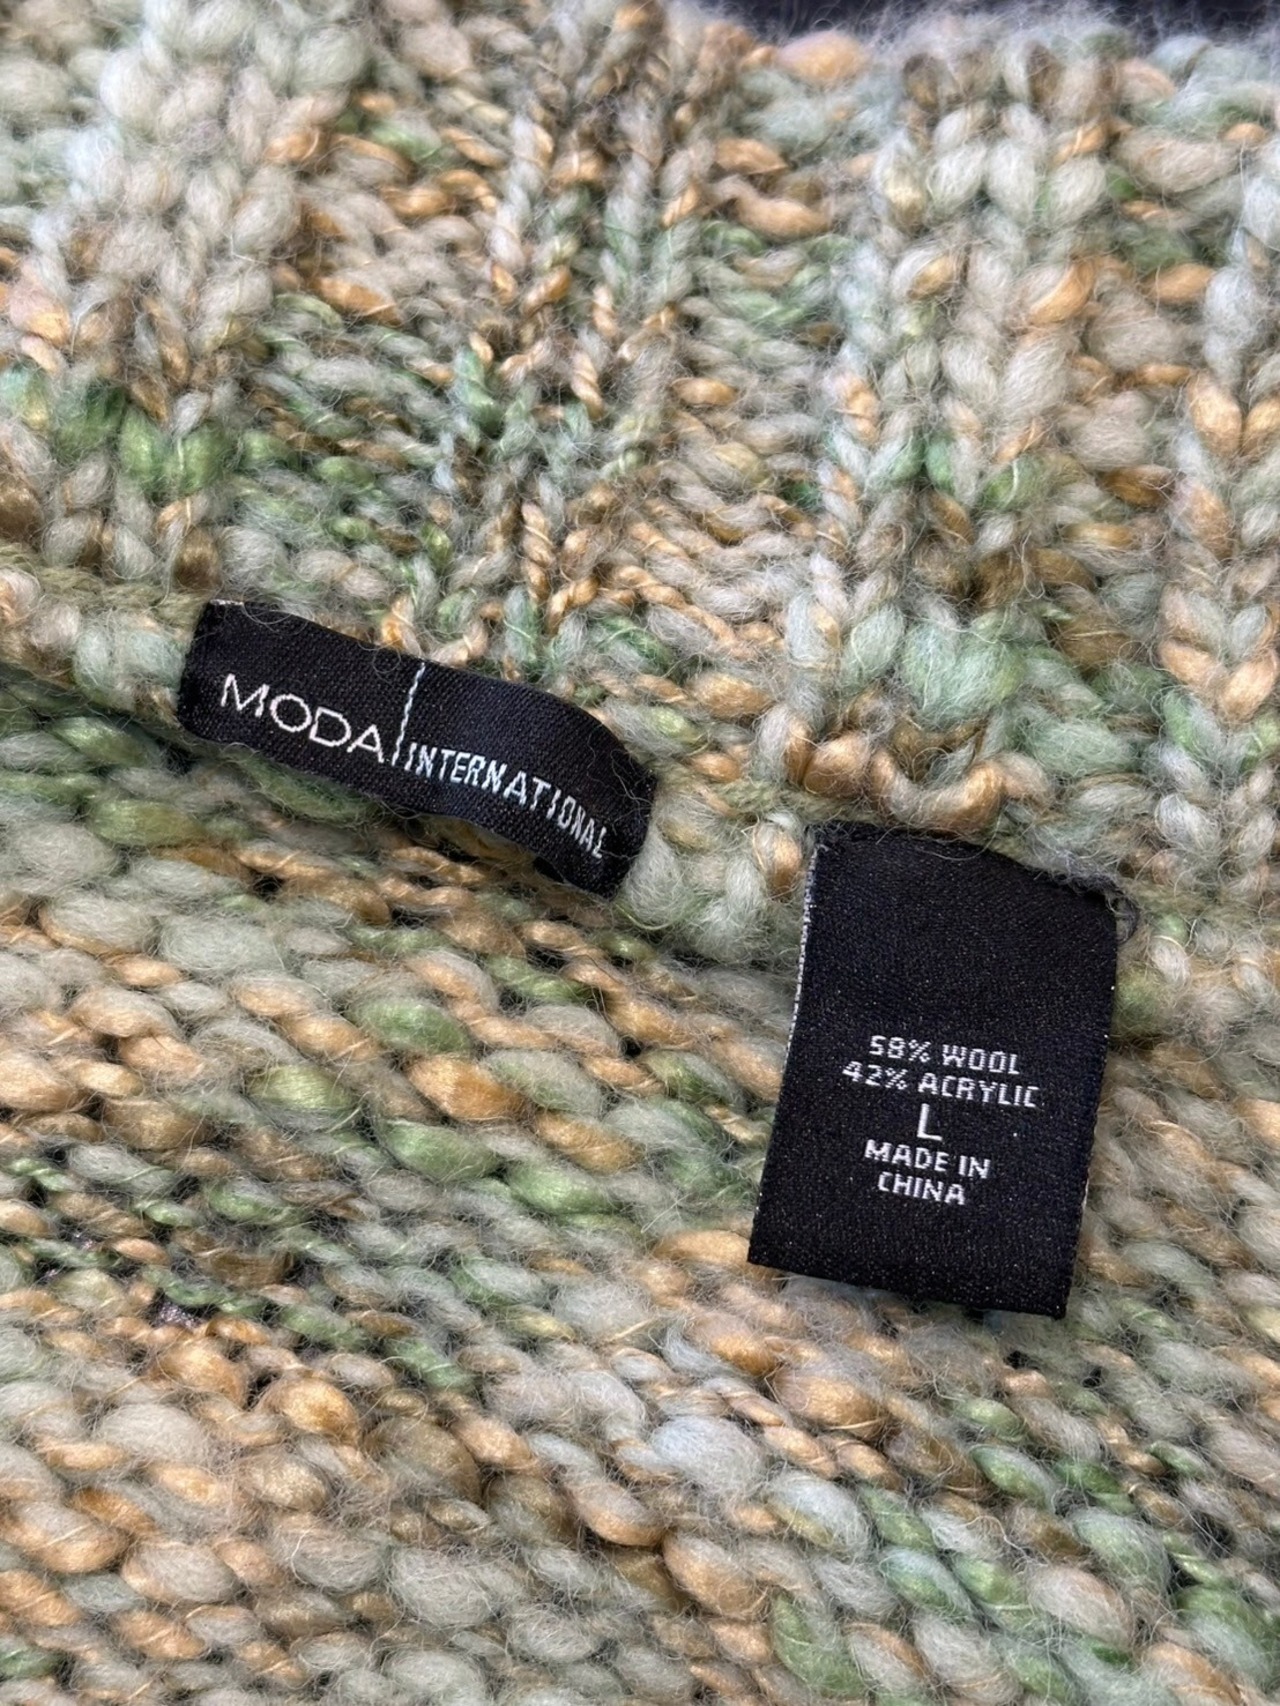 MODA INTERNATIONAL
58% WOOL
42% ACRYLIC
L
MADE IN
CHINA